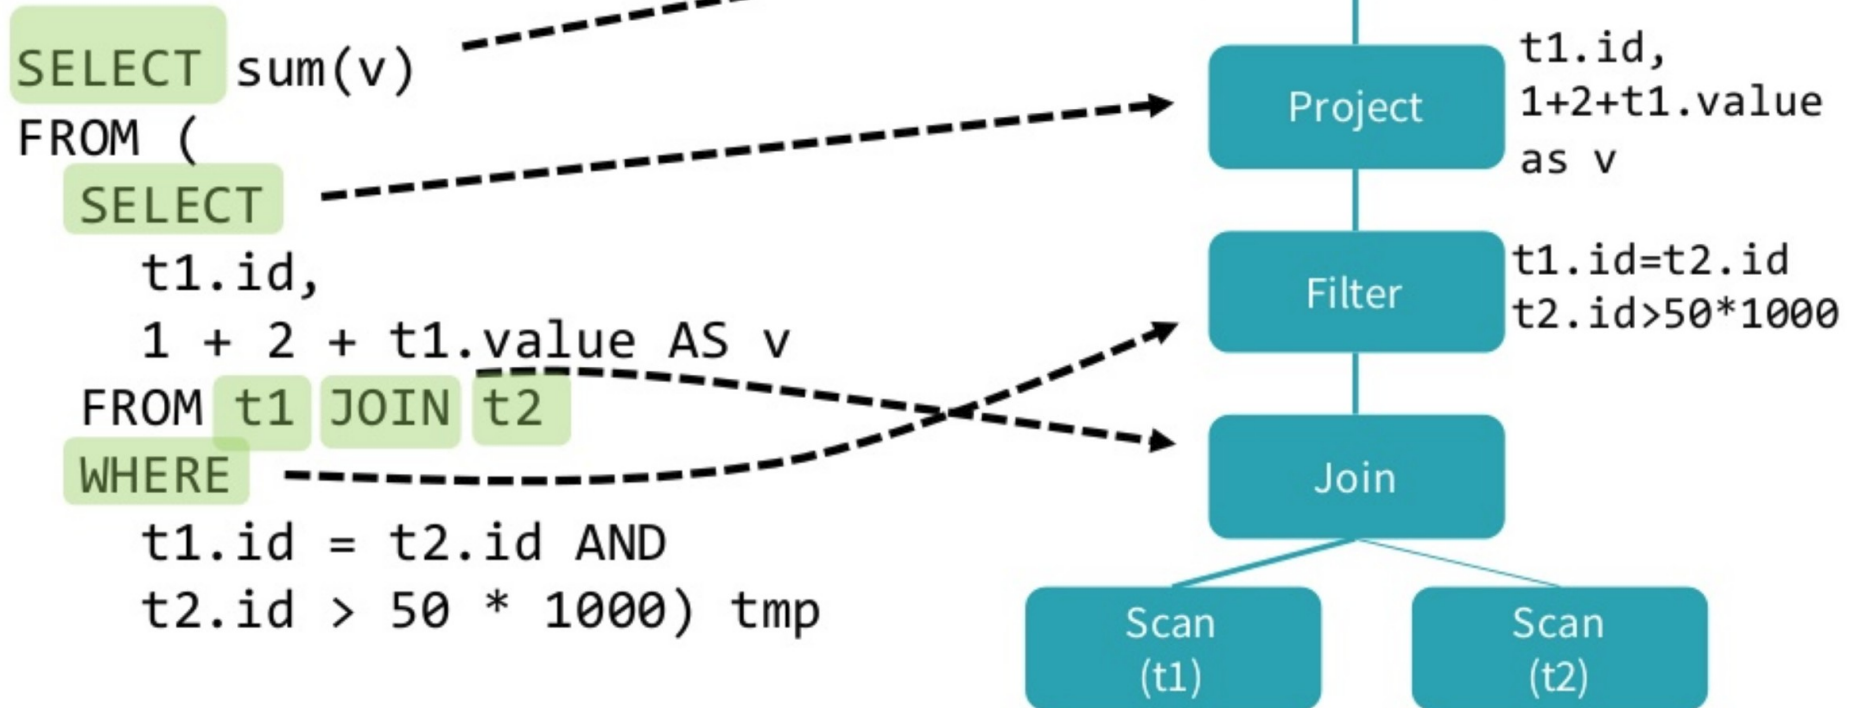 SELECT sum(v)
FROM (
SELECT
t1.id,
1 + 2 + t1.value AS v
FROM t1 JOIN t2
WHERE
t1.id = t2.id AND
t2.id > 50 * 1000) tmp
Project
t1.id,
1+2+t1.value
as v
Filter
t1.id=t2.id
t2.id>50*1000
Join
Scan
(t1)
Scan
(t2)